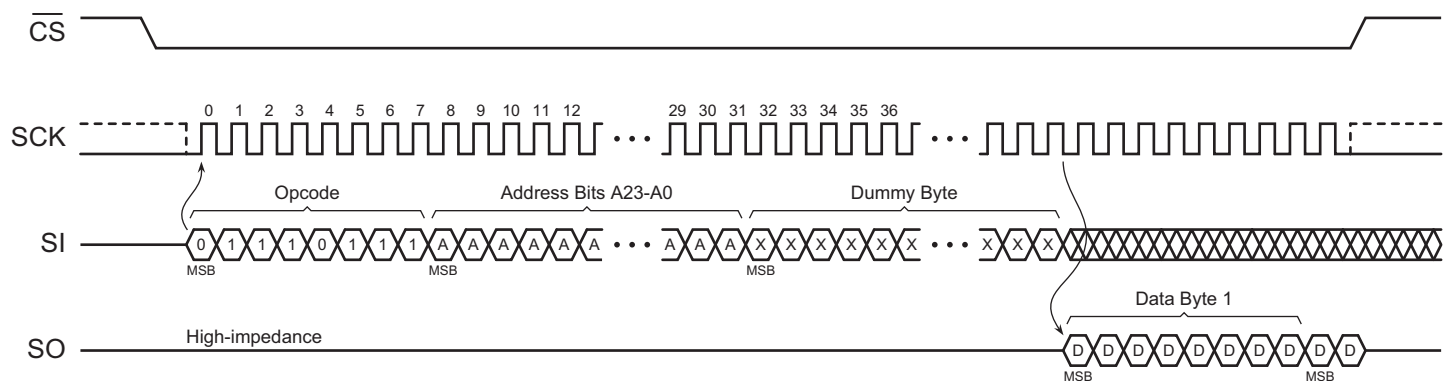 CS
0 1 2 3 4 5 6 7 8 9 10 11 12 29 30 31 32 33 34 35 36
SCK
Opcode Address Bits A23-A0 Dummy Byte
SI 0 1 1 1 0 1 1 1 A A A A A A A A A X X X X X X X X X
MSB MSB MSB
Data Byte 1
High-impedance
SO D D D D D D D D D D
MSB MSB